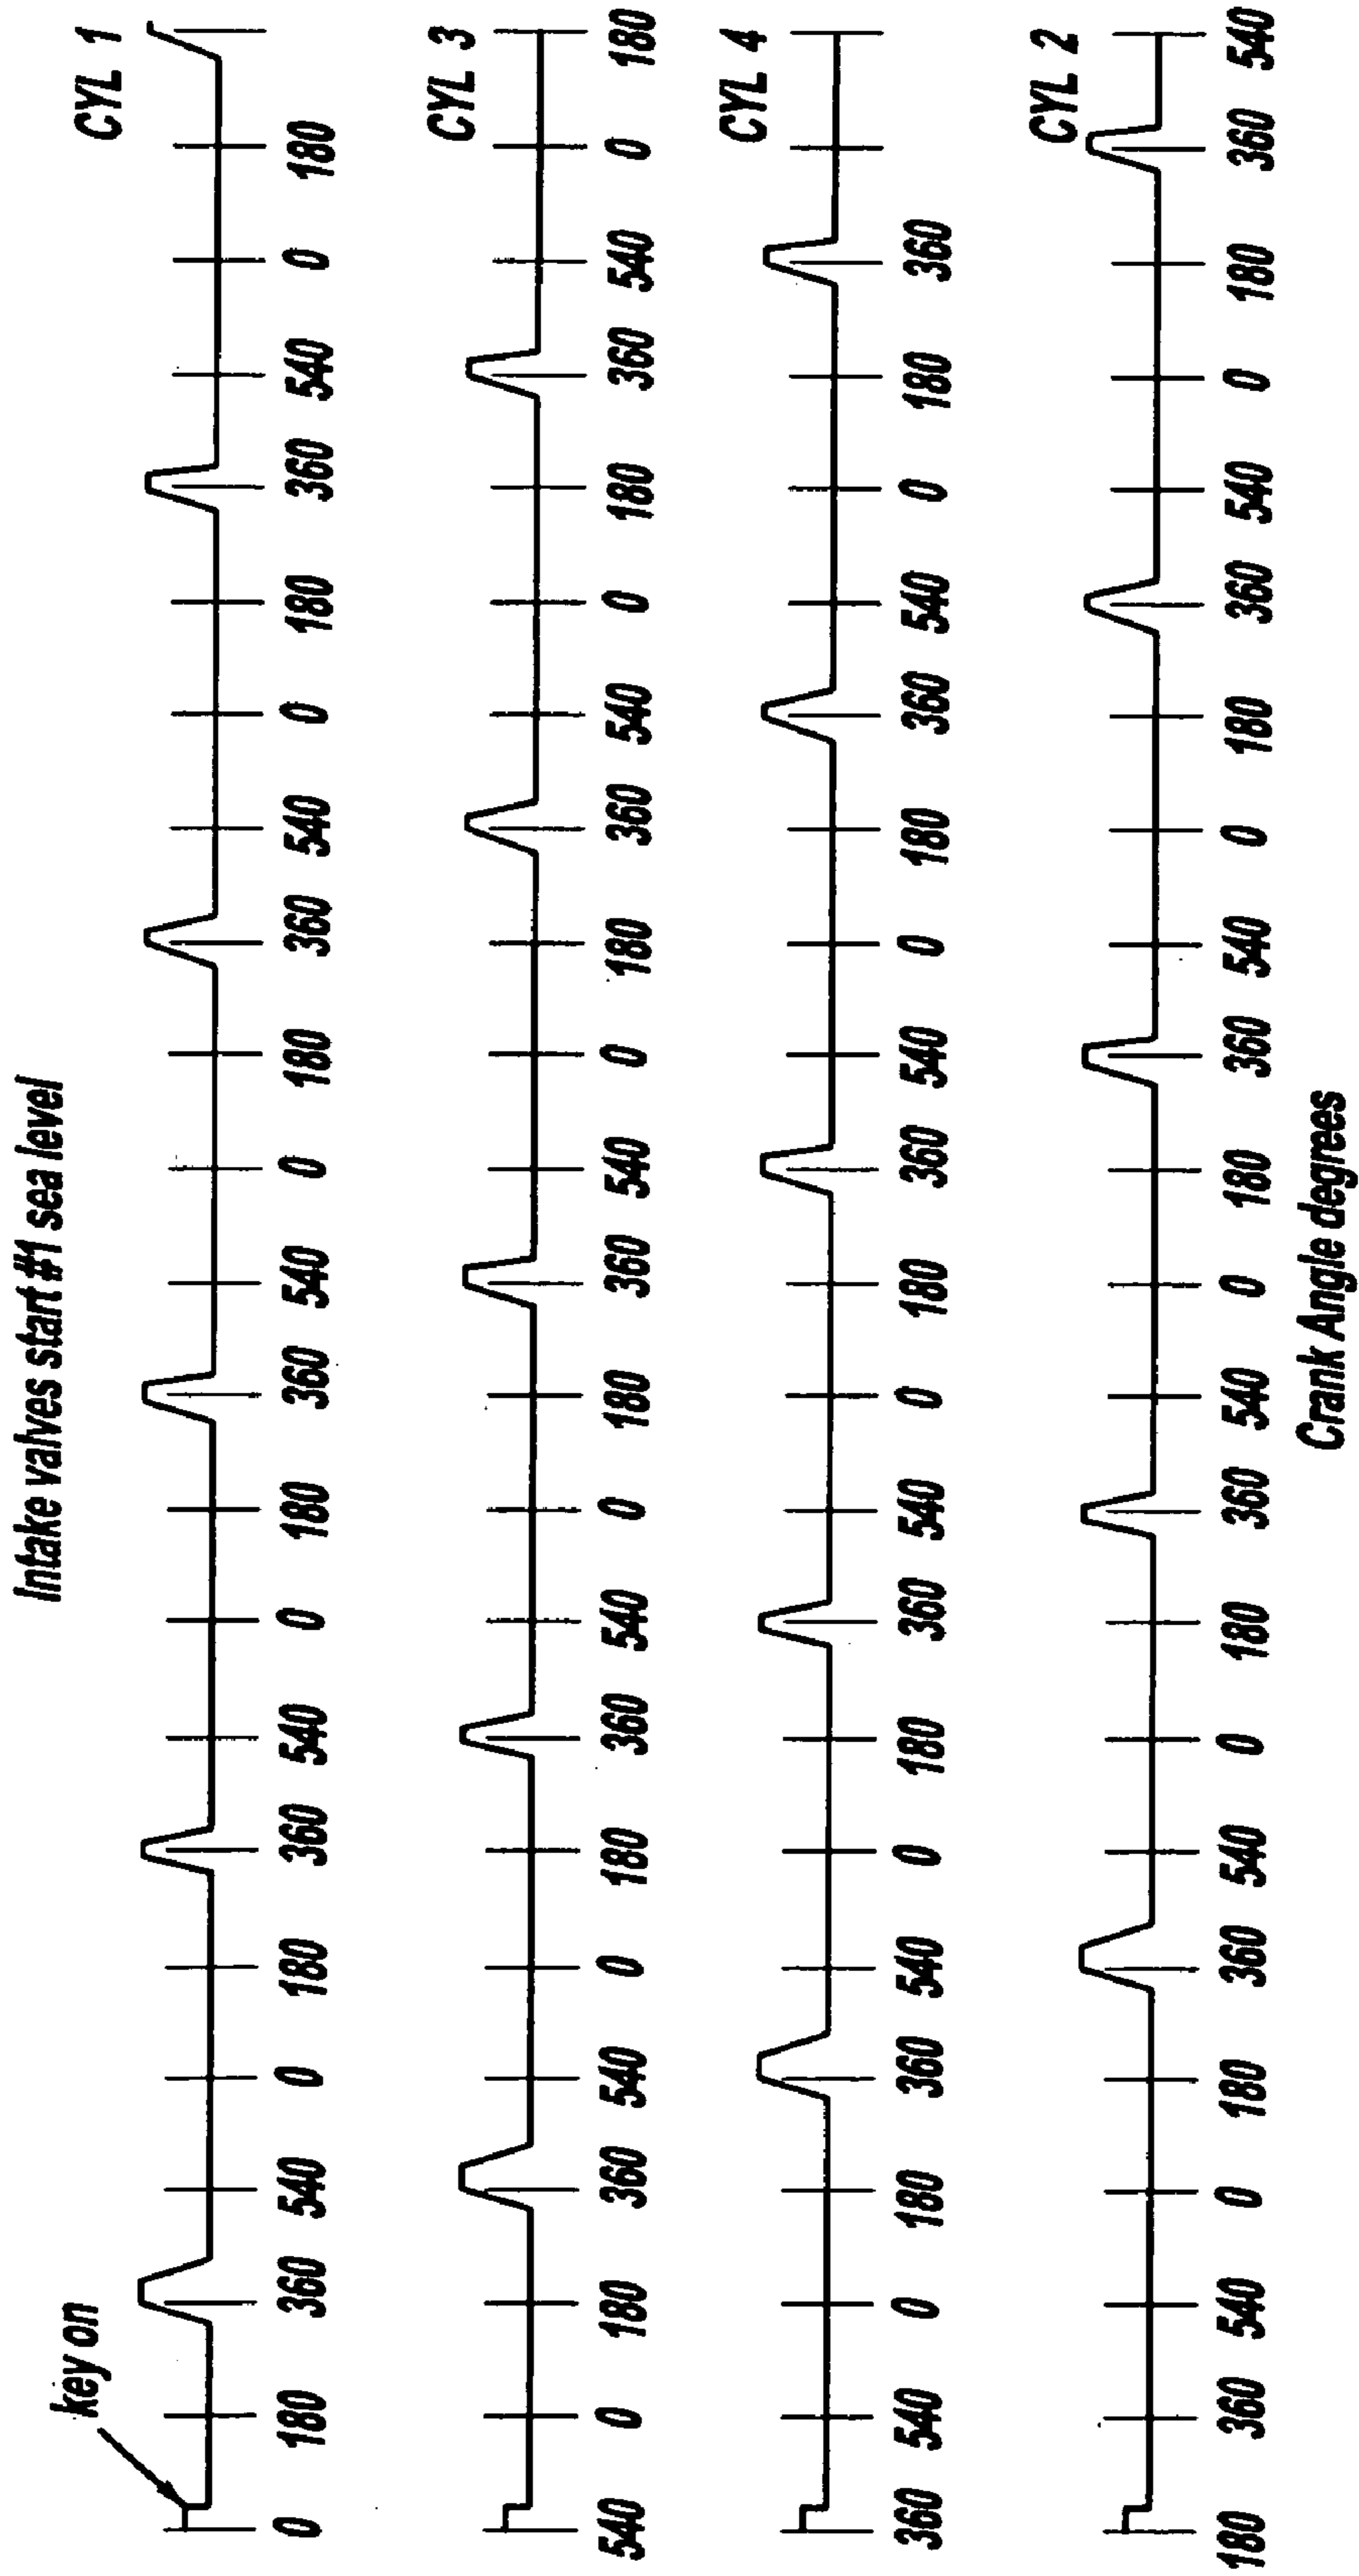 Intake valves start #1 sea level
key on
CYL 1
0 180 360 540 0 180 360 540 0 180 360 540 0 180 360 540 0 180 360 540 0 180
CYL 3
540 0 180 360 540 0 180 360 540 0 180 360 540 0 180 360 540 0 180 360 540 0 180
CYL 4
360 540 0 180 360 540 0 180 360 540 0 180 360 540 0 180 360 540 0 180 360
CYL 2
180 360 540 0 180 360 540 0 180 360 540 0 180 360 540 0 180 360 540 0 180 360 540
Crank Angle degrees